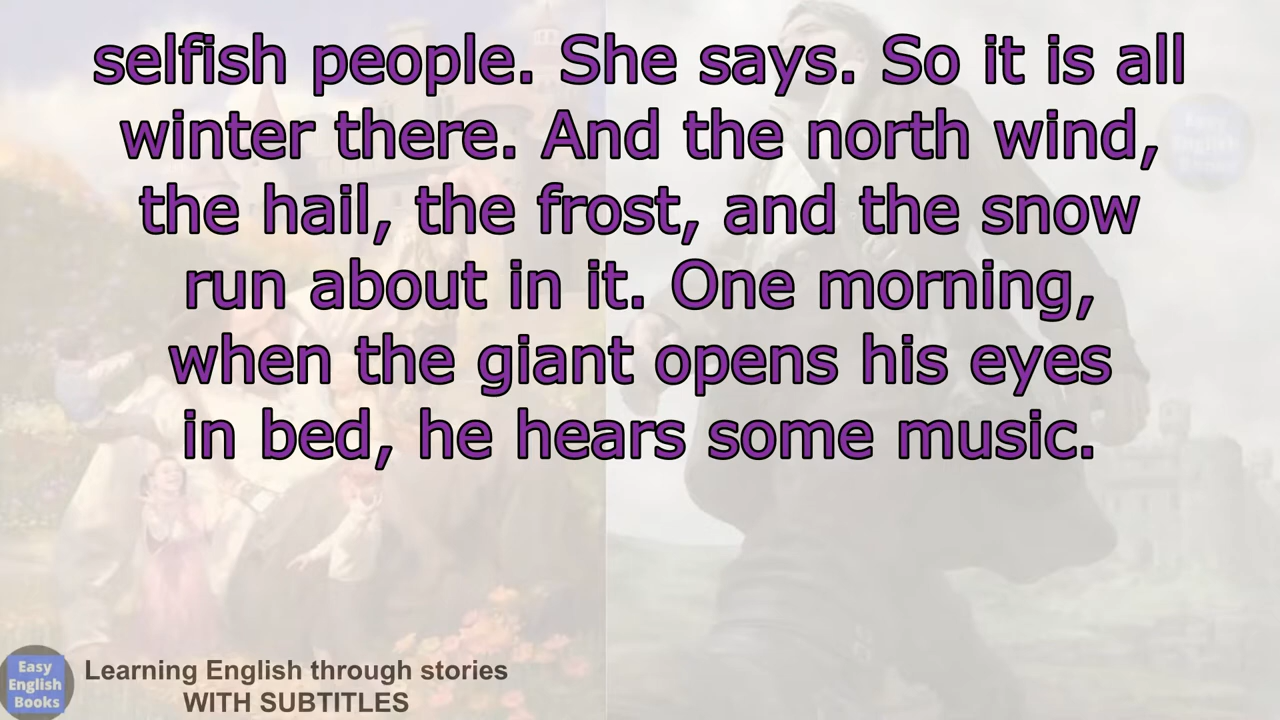 selfish people. She says. So it is all
winter there. And the north wind,
the hail, the frost, and the snow
run about in it. One morning,
when the giant opens his eyes
in bed, he hears some music.
Easy
English
Books
Learning English through stories
WITH SUBTITLES